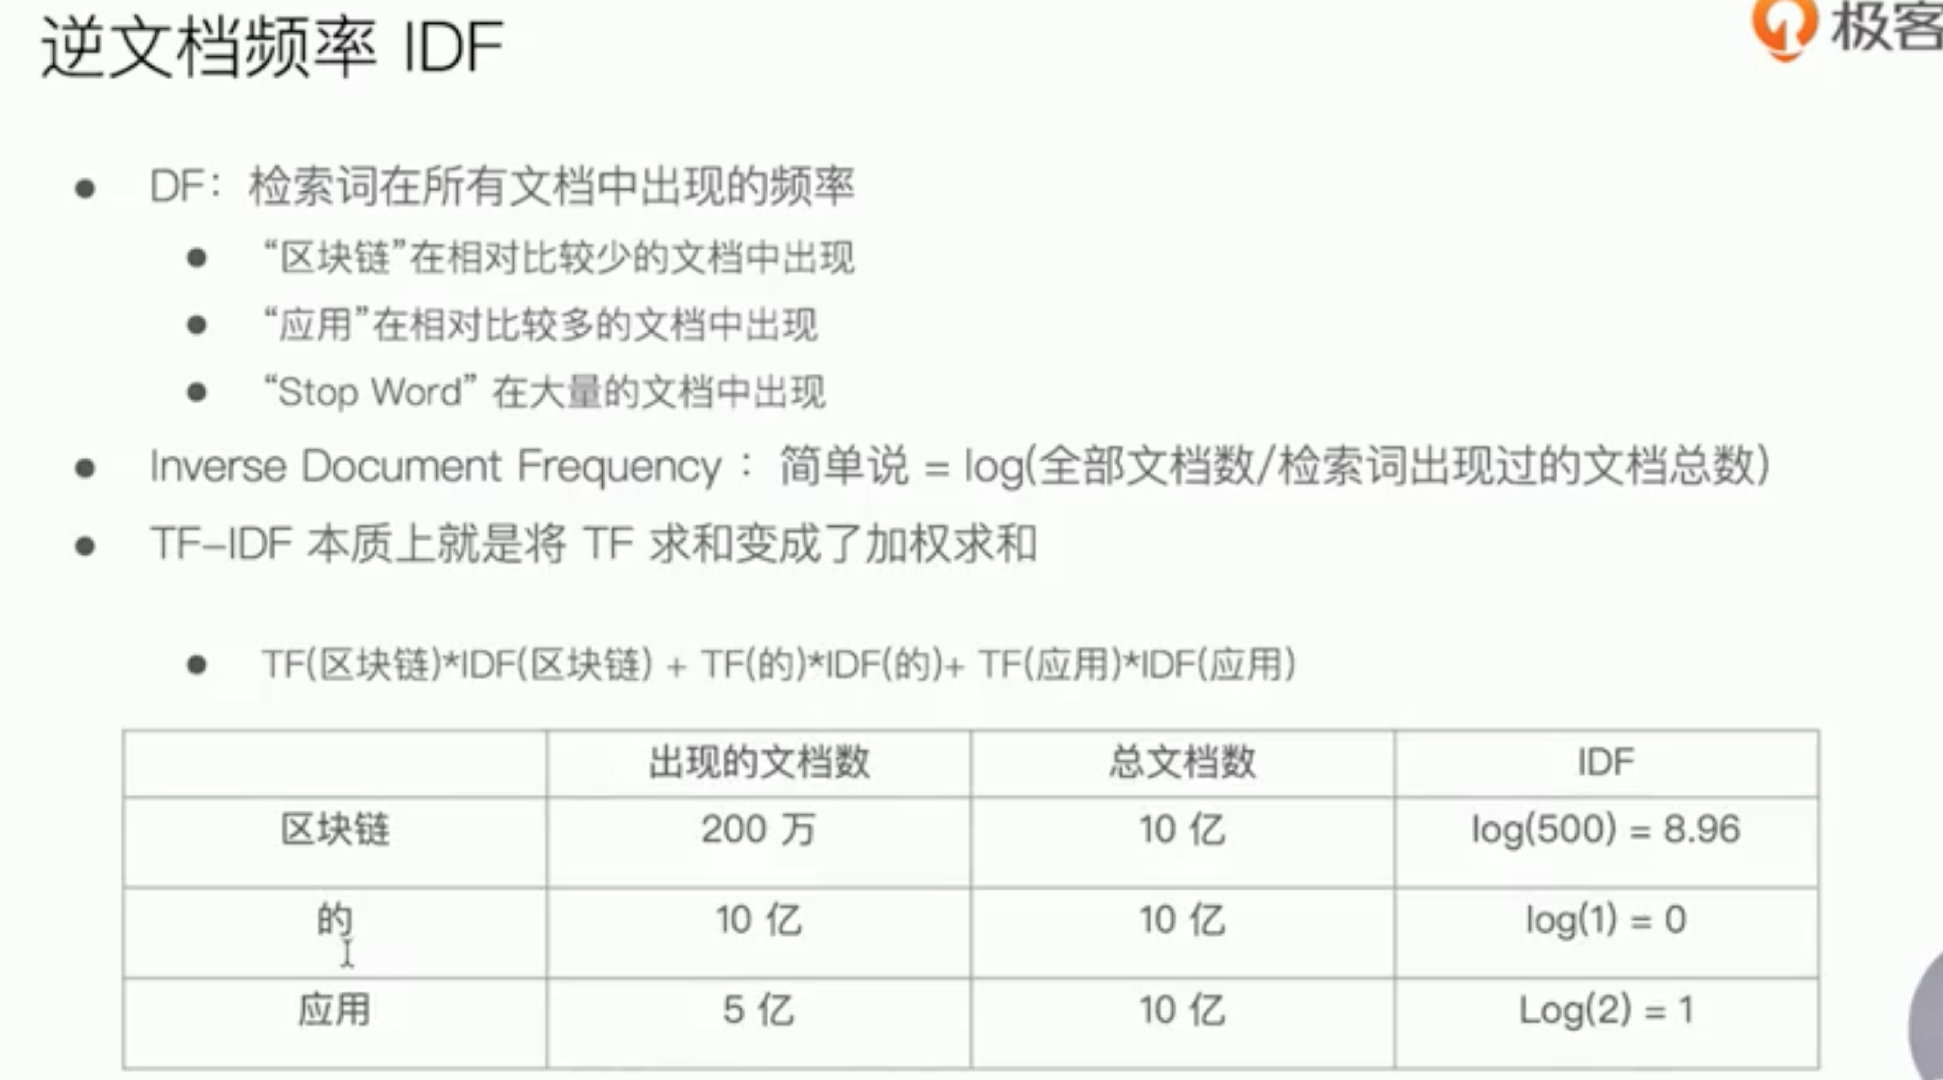 逆文档频率 IDF
极客
DF：检索词在所有文档中出现的频率
“区块链”在相对比较少的文档中出现
“应用”在相对比较多的文档中出现
“Stop Word” 在大量的文档中出现
Inverse Document Frequency ：简单说 = log(全部文档数/检索词出现过的文档总数)
TF-IDF 本质上就是将 TF 求和变成了加权求和
TF(区块链)*IDF(区块链) + TF(的)*IDF(的)+ TF(应用)*IDF(应用)
出现的文档数 总文档数 IDF
区块链 200 万 10 亿 log(500) = 8.96
的 10 亿 10 亿 log(1) = 0
应用 5 亿 10 亿 Log(2) = 1